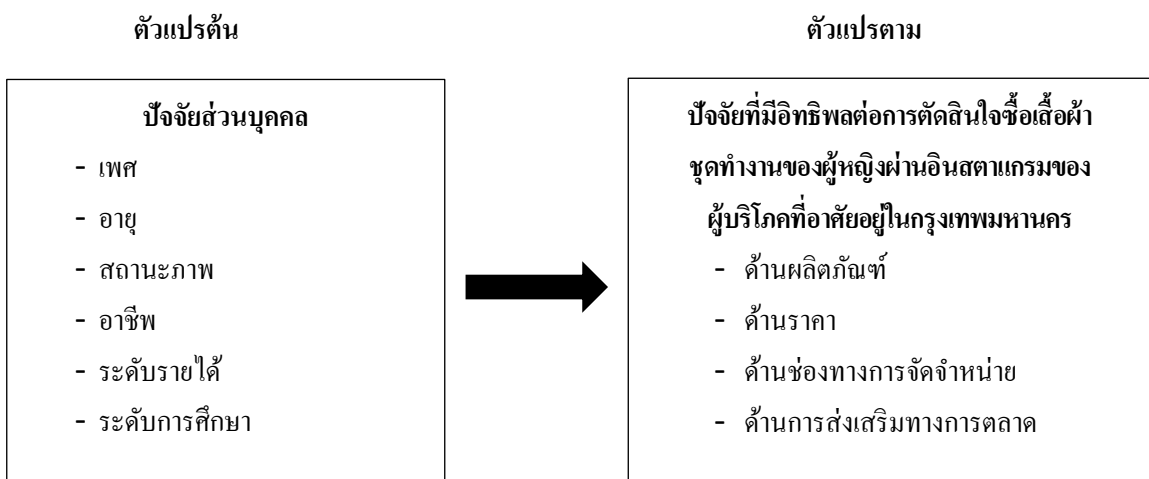 ตัวแปรต้น
ตัวแปรตาม
ปัจจัยส่วนบุคคล
- เพศ
- อายุ
- สถานะภาพ
- อาชีพ
- ระดับรายได้
- ระดับการศึกษา
ปัจจัยที่มีอิทธิพลต่อการตัดสินใจซื้อเสื้อผ้า
ชุดทำงานของผู้หญิงผ่านอินสตาแกรมของ
ผู้บริโภคที่อาศัยอยู่ในกรุงเทพมหานคร
- ด้านผลิตภัณฑ์
- ด้านราคา
- ด้านช่องทางการจัดจำหน่าย
- ด้านการส่งเสริมทางการตลาด